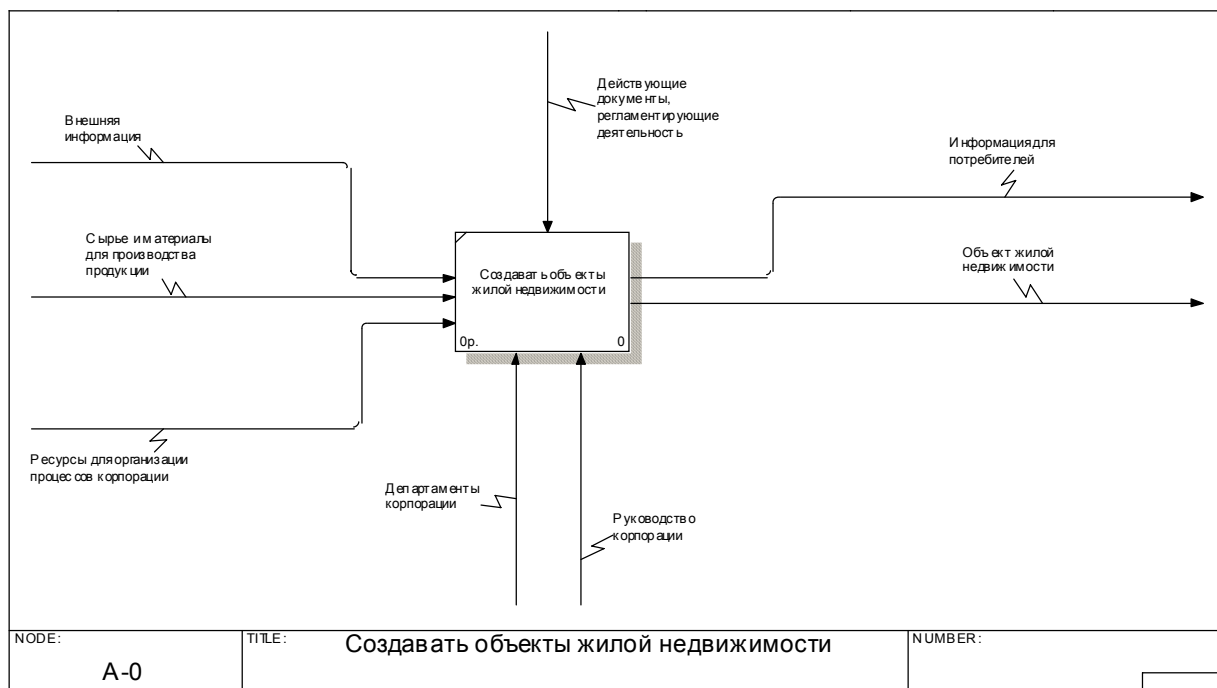 Действующие
документы,
регламентирующие
деятельность
Внешняя
информация
Информация для
потребителей
Сырье и материалы
для производства
продукции
Объект жилой
недвижимости
Создавать объекты
жилой недвижимости
0р.
0
Ресурсы для организации
процессов корпорации
Департаменты
корпорации
Руководство
корпорации
NODE:
TITLE:
Создавать объекты жилой недвижимости
NUMBER:
A-0